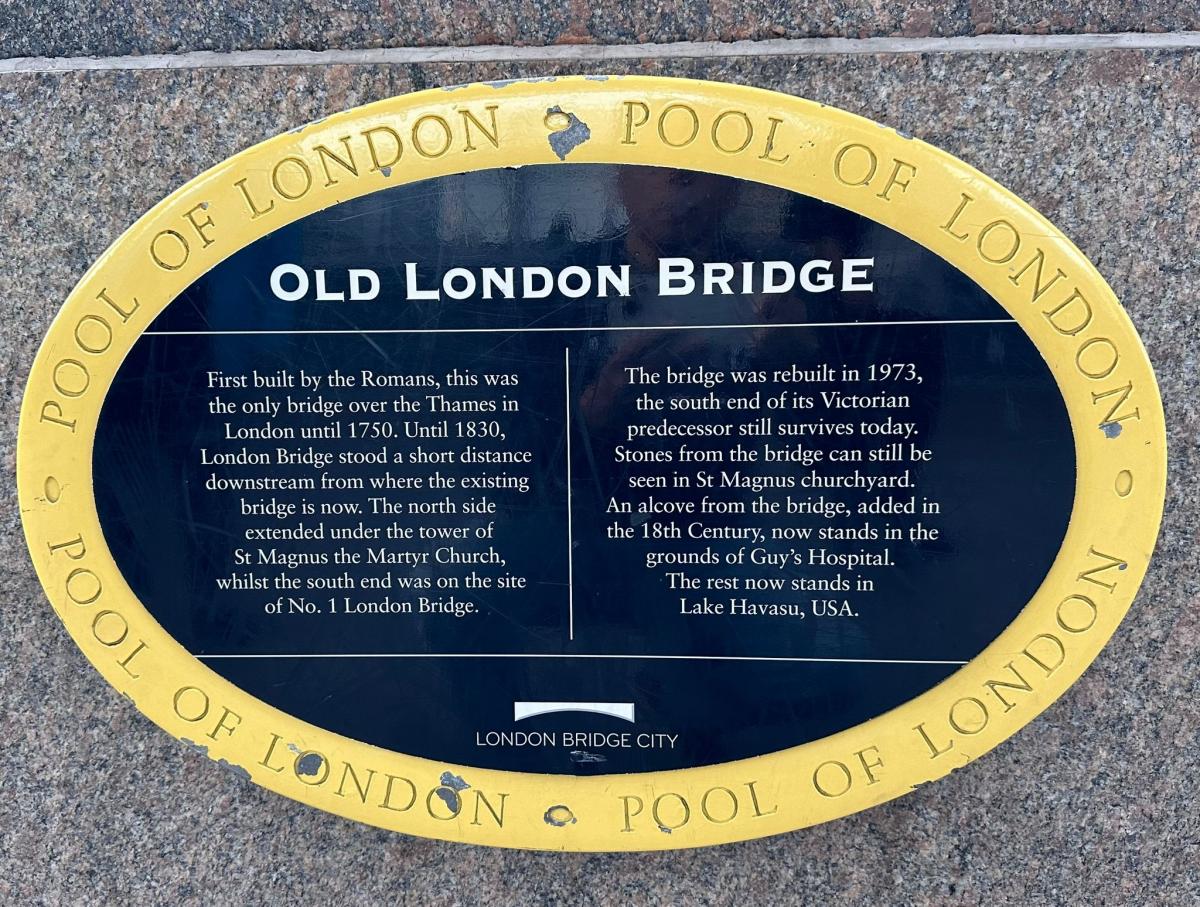 POOL OF LONDON • POOL OF LONDON • POOL OF LONDON • POOL OF LONDON •
OLD LONDON BRIDGE
First built by the Romans, this was
the only bridge over the Thames in
London until 1750. Until 1830,
London Bridge stood a short distance
downstream from where the existing
bridge is now. The north side
extended under the tower of
St Magnus the Martyr Church,
whilst the south end was on the site
of No. 1 London Bridge.
The bridge was rebuilt in 1973,
the south end of its Victorian
predecessor still survives today.
Stones from the bridge can still be
seen in St Magnus churchyard.
An alcove from the bridge, added in
the 18th Century, now stands in the
grounds of Guy's Hospital.
The rest now stands in
Lake Havasu, USA.
LONDON BRIDGE CITY